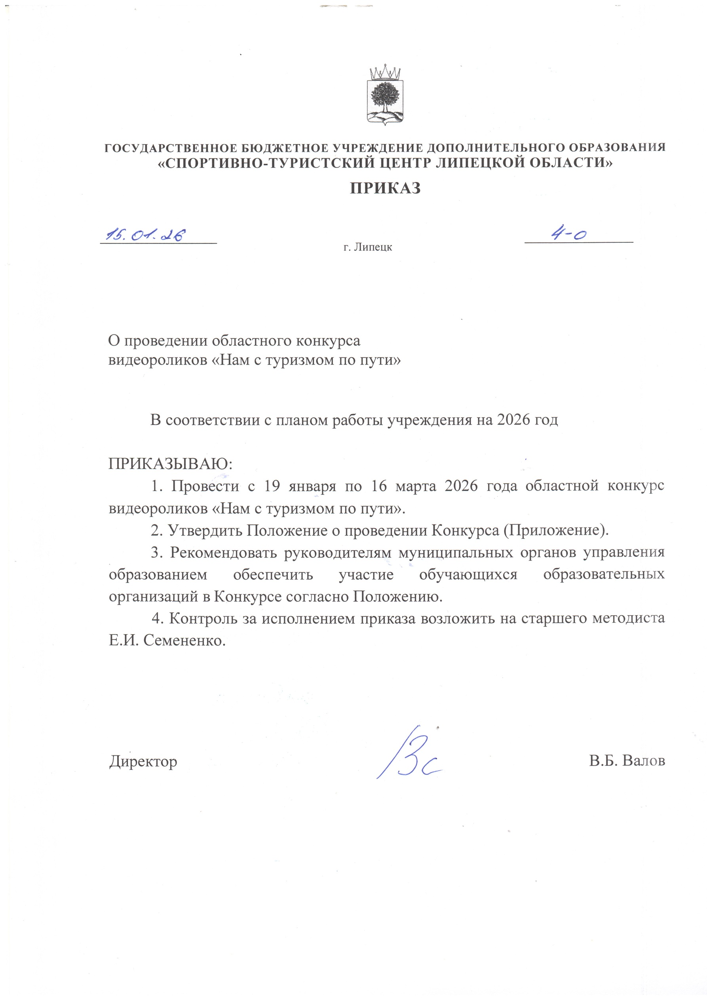 ГОСУДАРСТВЕННОЕ БЮДЖЕТНОЕ УЧРЕЖДЕНИЕ ДОПОЛНИТЕЛЬНОГО ОБРАЗОВАНИЯ
«СПОРТИВНО-ТУРИСТСКИЙ ЦЕНТР ЛИПЕЦКОЙ ОБЛАСТИ»
ПРИКАЗ
15.01.26
4-о
г. Липецк
О проведении областного конкурса
видеороликов «Нам с туризмом по пути»
В соответствии с планом работы учреждения на 2026 год
ПРИКАЗЫВАЮ:
1. Провести с 19 января по 16 марта 2026 года областной конкурс
видеороликов «Нам с туризмом по пути».
2. Утвердить Положение о проведении Конкурса (Приложение).
3. Рекомендовать руководителям муниципальных органов управления
образованием обеспечить участие обучающихся образовательных
организаций в Конкурсе согласно Положению.
4. Контроль за исполнением приказа возложить на старшего методиста
Е.И. Семененко.
Директор
В.Б. Валов